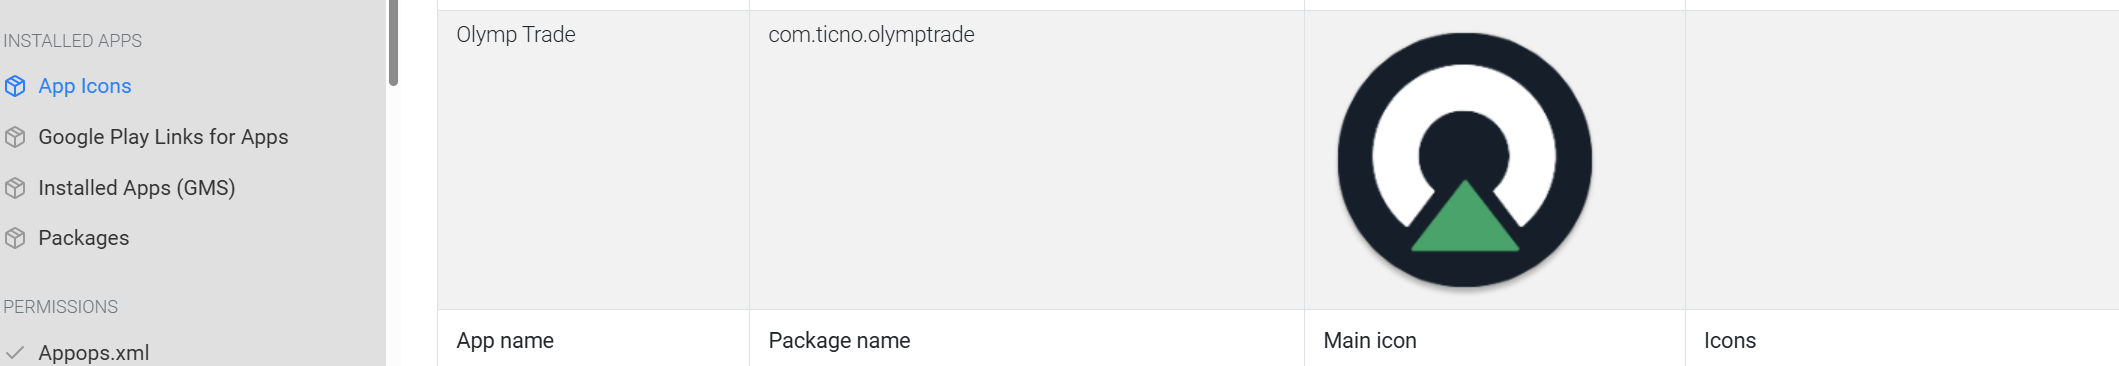 INSTALLED APPS
App Icons
Google Play Links for Apps
Installed Apps (GMS)
Packages
PERMISSIONS
Appops.xml
Olymp Trade
com.ticno.olymptrade
App name
Package name
Main icon
Icons